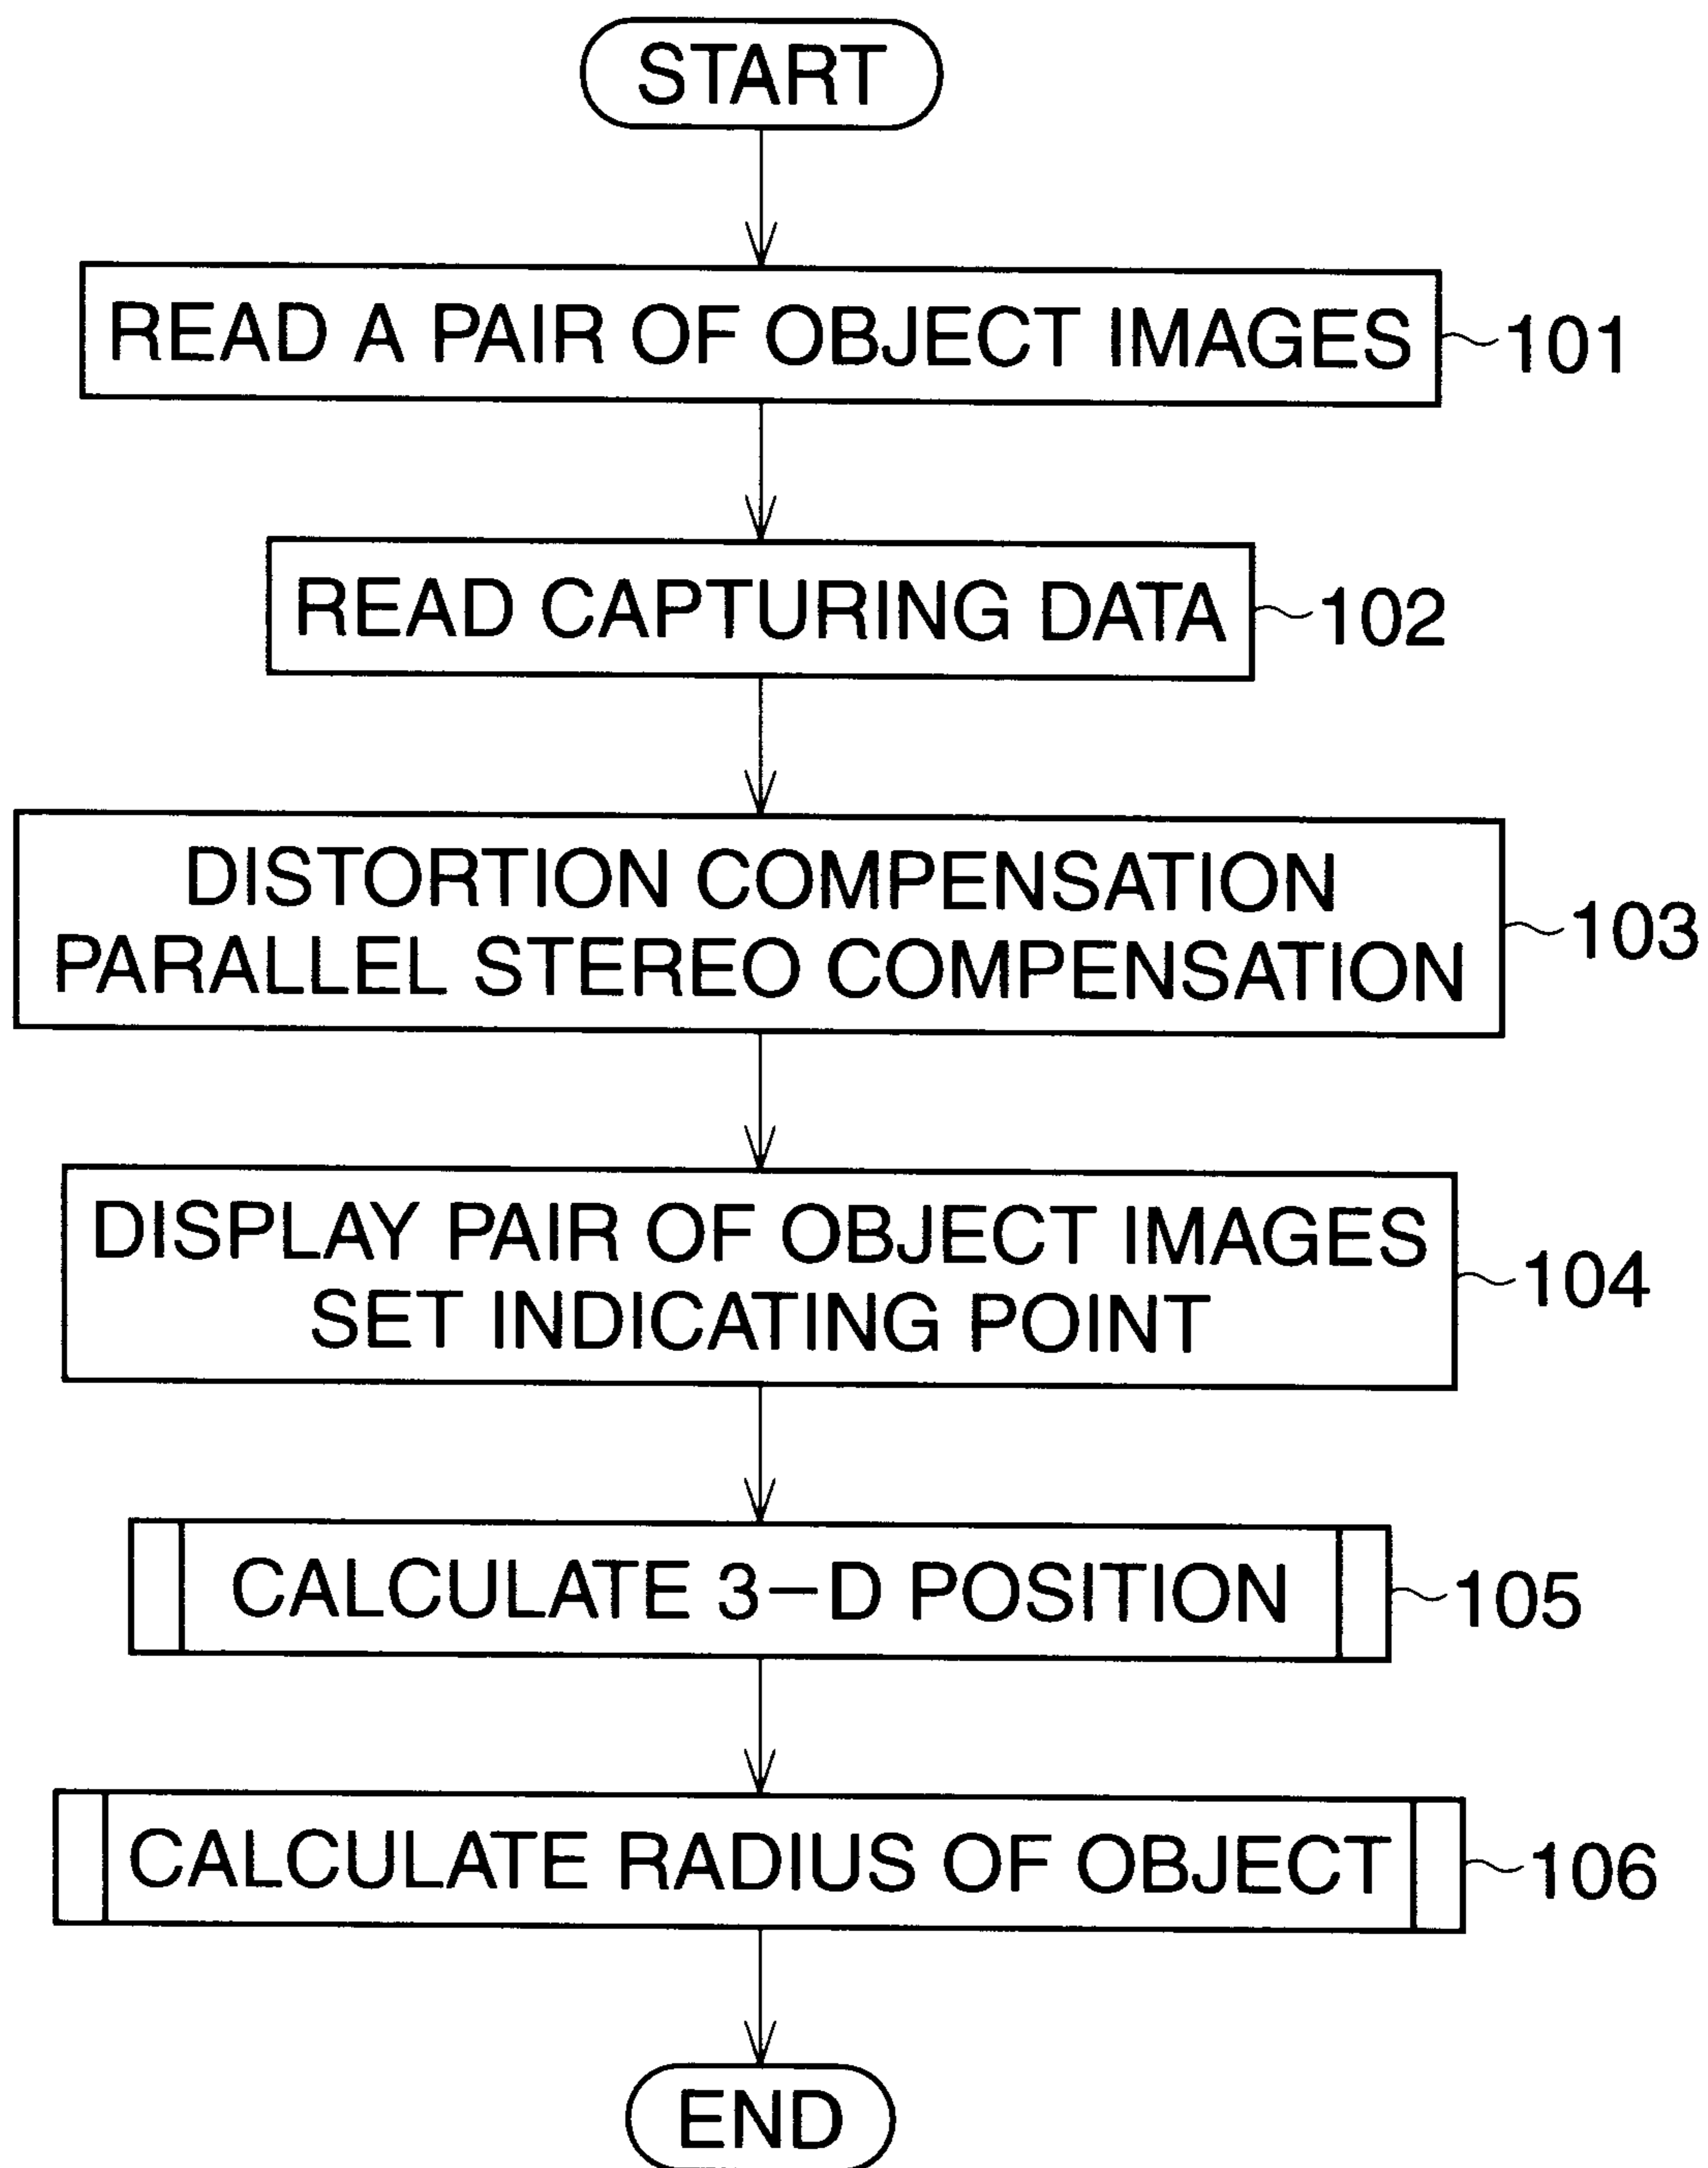 START
READ A PAIR OF OBJECT IMAGES 101
READ CAPTURING DATA 102
DISTORTION COMPENSATION
PARALLEL STEREO COMPENSATION 103
DISPLAY PAIR OF OBJECT IMAGES
SET INDICATING POINT 104
CALCULATE 3-D POSITION 105
CALCULATE RADIUS OF OBJECT 106
END